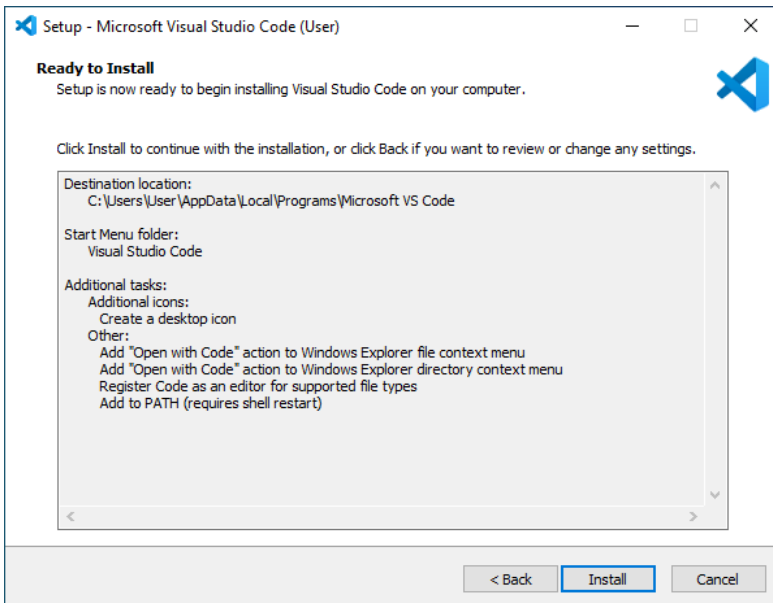 Setup - Microsoft Visual Studio Code (User)
Ready to Install
Setup is now ready to begin installing Visual Studio Code on your computer.
Click Install to continue with the installation, or click Back if you want to review or change any settings.
Destination location:
C:\Users\User\AppData\Local\Programs\Microsoft VS Code
Start Menu folder:
Visual Studio Code
Additional tasks:
Additional icons:
Create a desktop icon
Other:
Add "Open with Code" action to Windows Explorer file context menu
Add "Open with Code" action to Windows Explorer directory context menu
Register Code as an editor for supported file types
Add to PATH (requires shell restart)
< Back Install Cancel